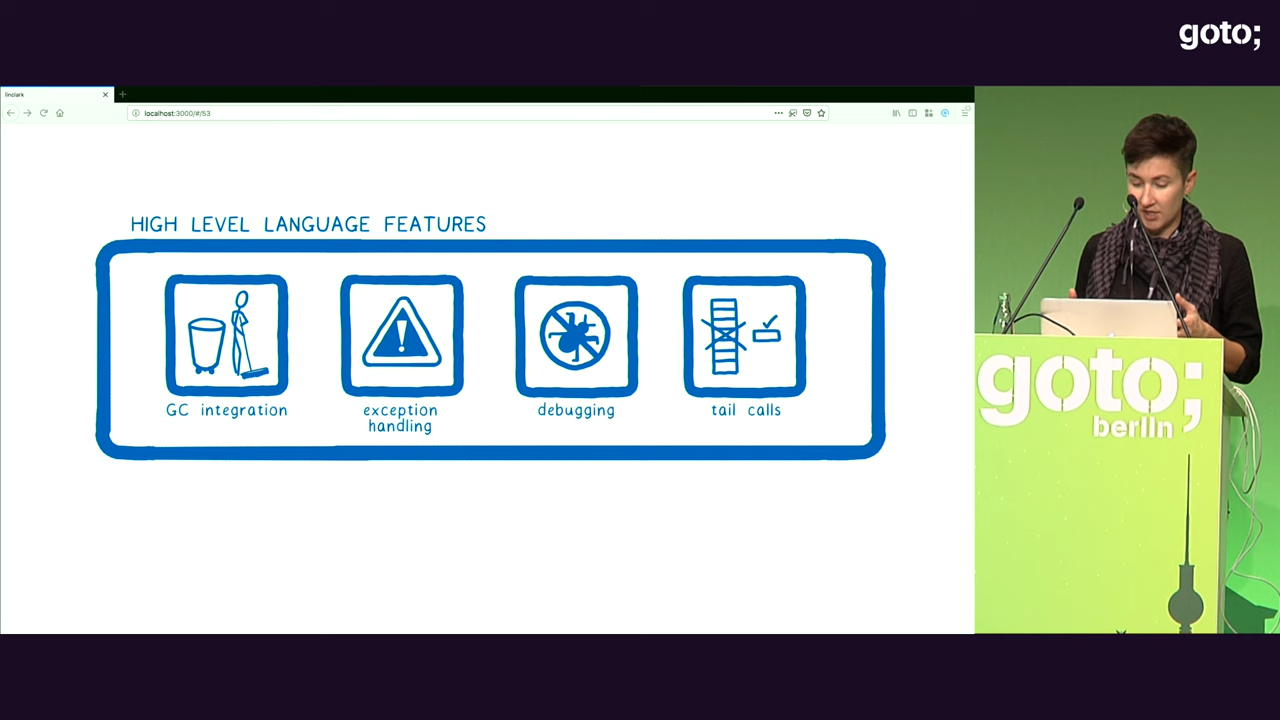 goto;
linclark
localhost:3000/#/53
HIGH LEVEL LANGUAGE FEATURES
GC integration
exception
handling
debugging
tail calls
goto;
berlin